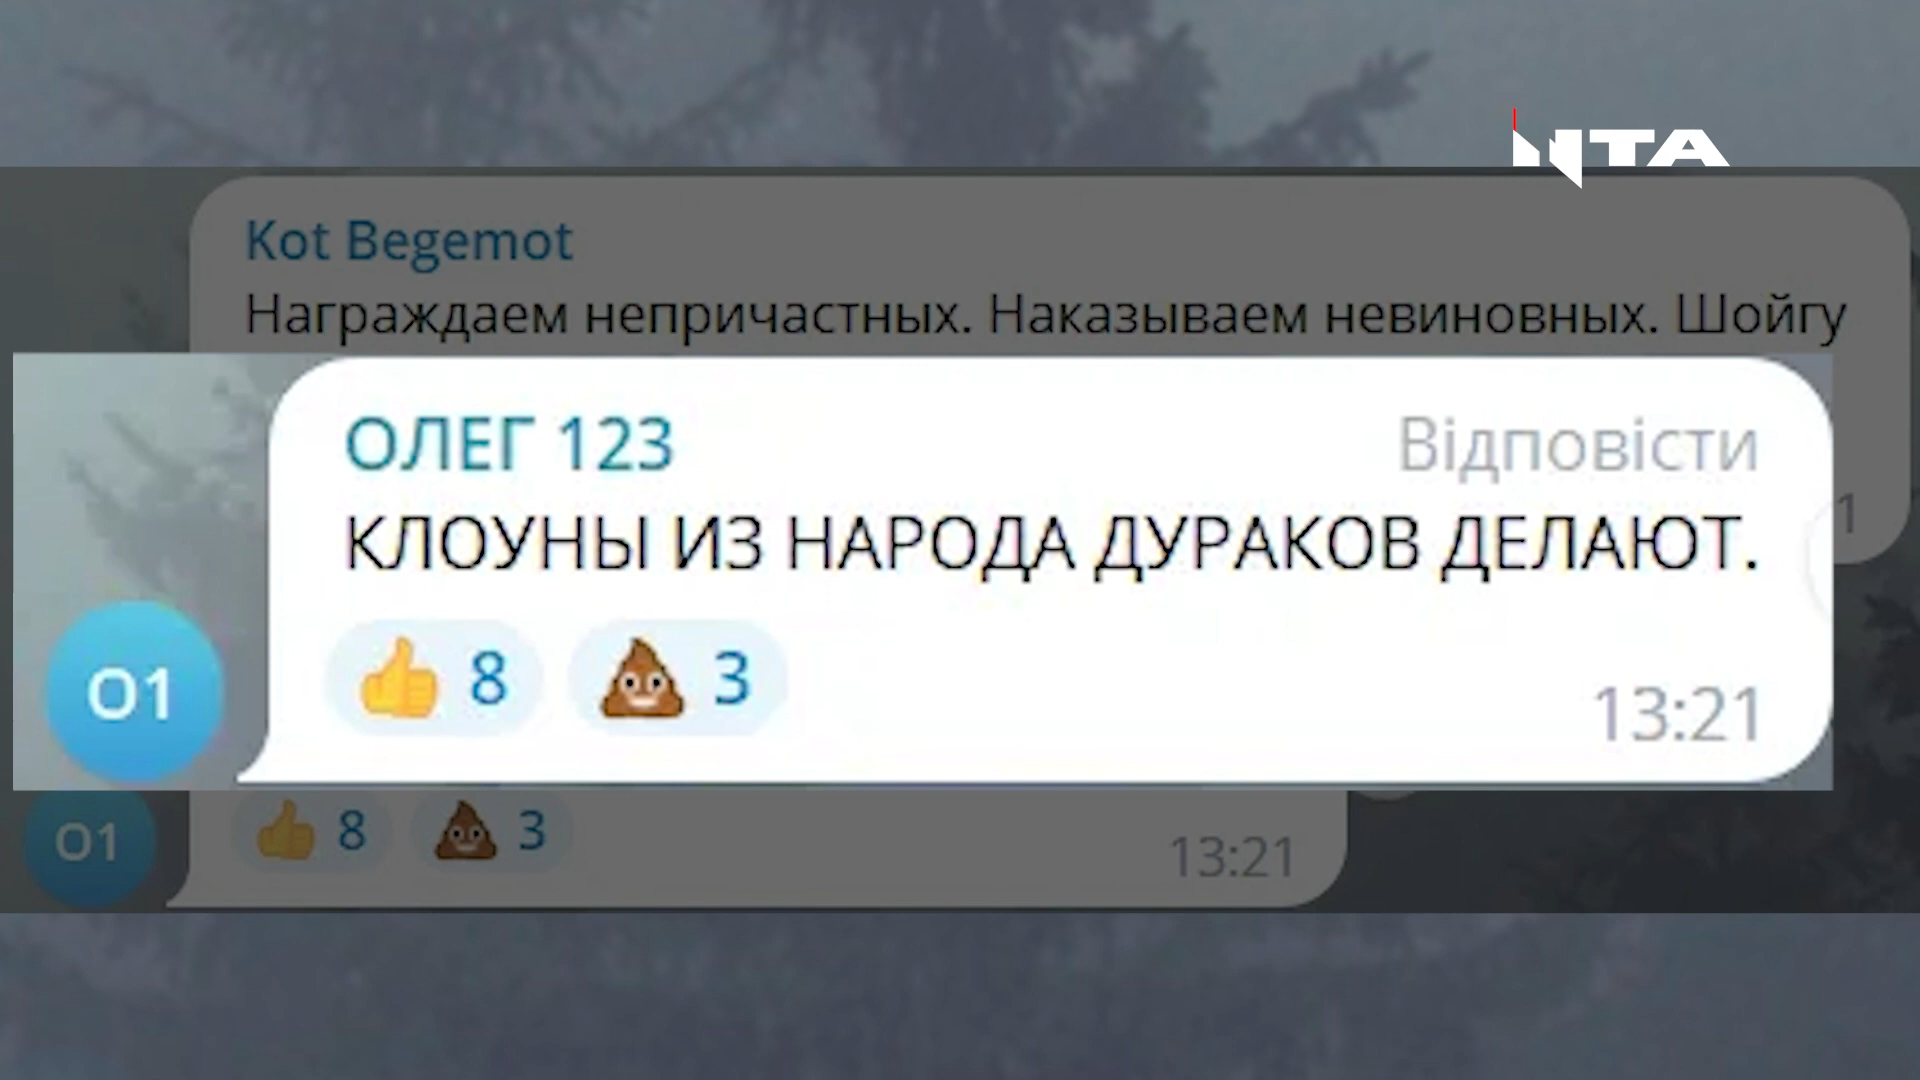 NTA
Kot Begemot
Награждаем непричастных. Наказываем невиновных. Шойгу
ОЛЕГ 123 Відповісти
КЛОУНЫ ИЗ НАРОДА ДУРАКОВ ДЕЛАЮТ.
8 3
О1 13:21
8 3
О1 13:21